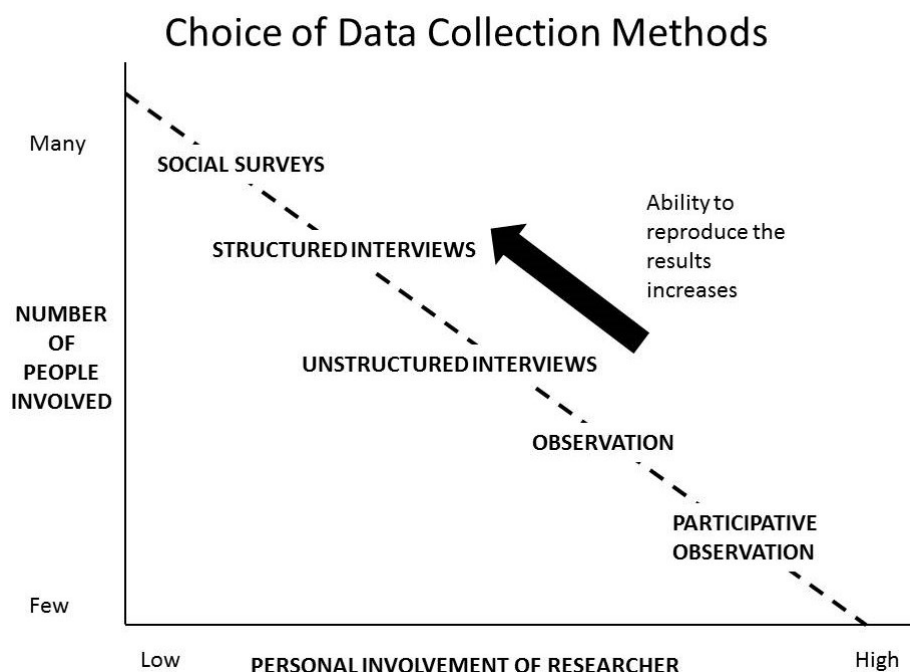 Choice of Data Collection Methods
Many
SOCIAL SURVEYS
Ability to
reproduce the
results
increases
STRUCTURED INTERVIEWS
NUMBER
OF
PEOPLE
INVOLVED
UNSTRUCTURED INTERVIEWS
OBSERVATION
PARTICIPATIVE
OBSERVATION
Few
Low
PERSONAL INVOLVEMENT OF RESEARCHER
High